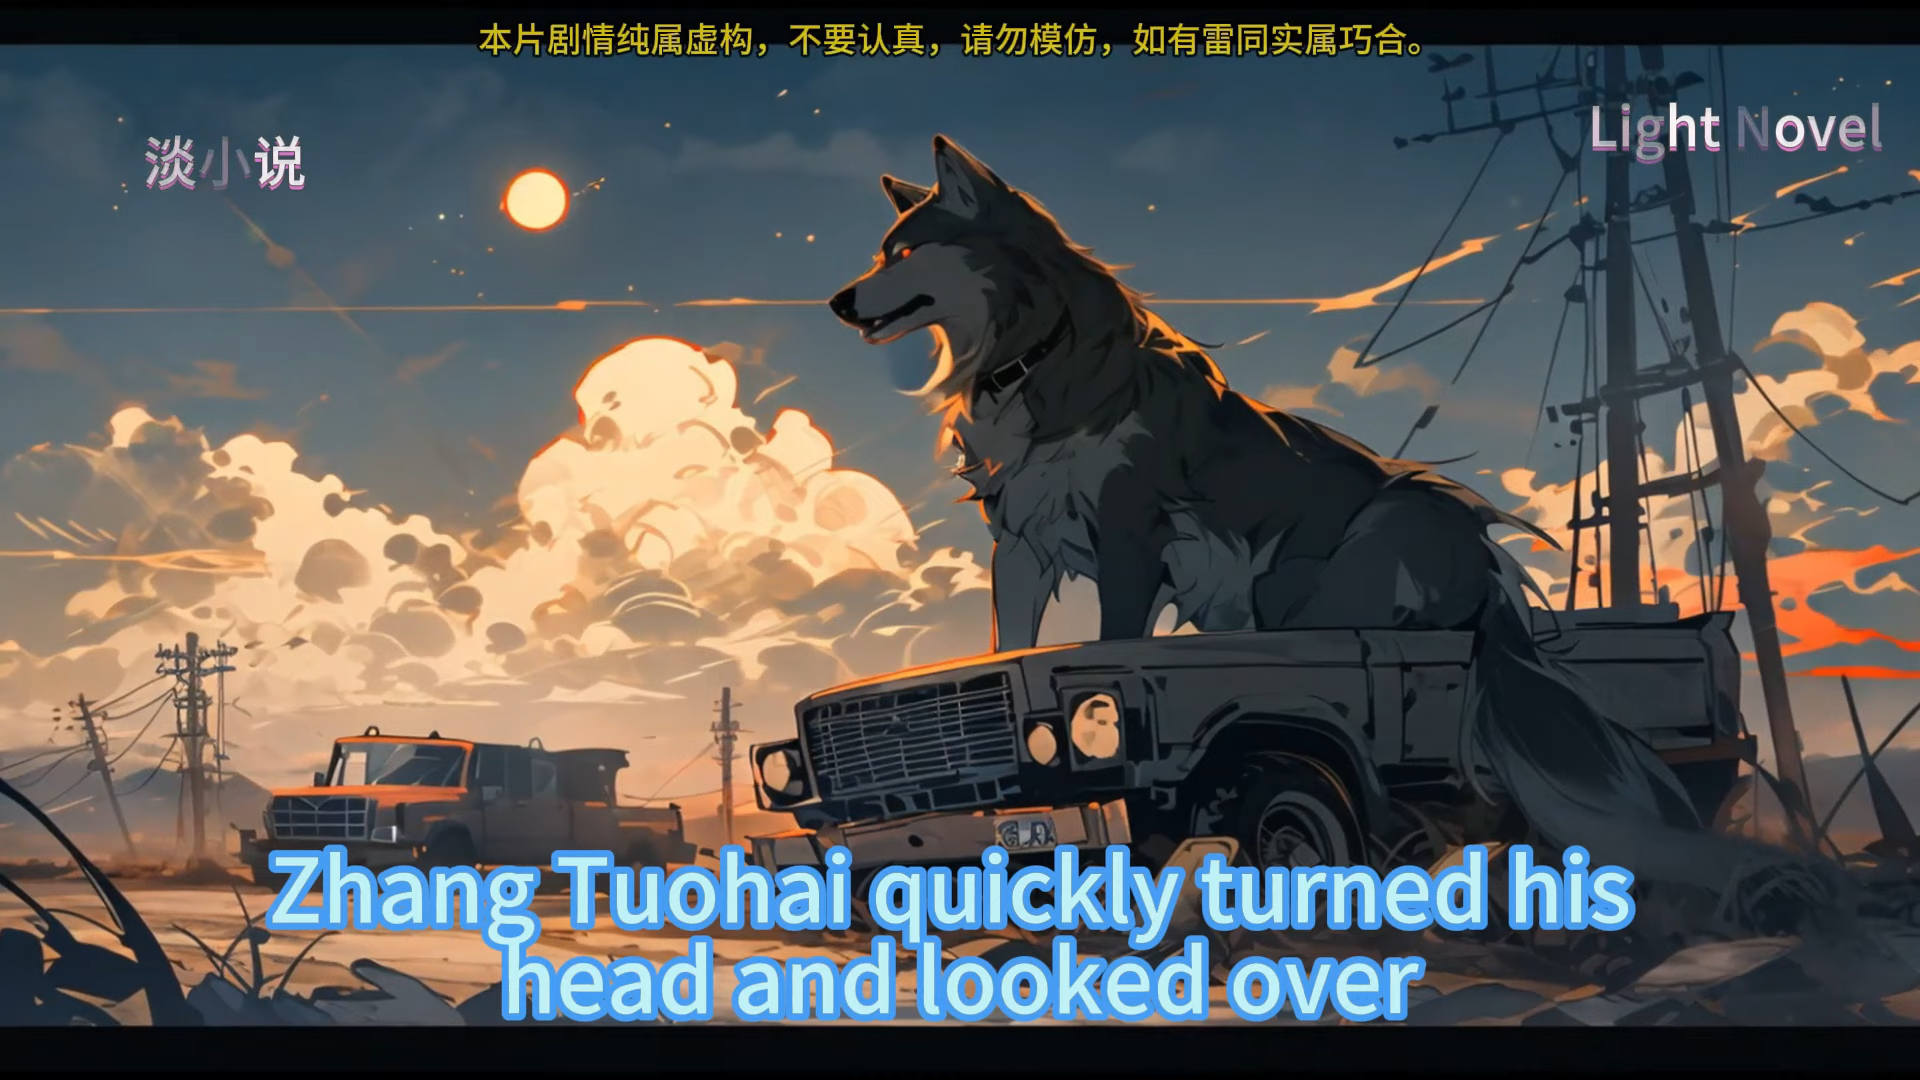 本片剧情纯属虚构，不要认真，请勿模仿，如有雷同实属巧合。
淡小说
Light Novel
Zhang Tuohai quickly turned his
head and looked over